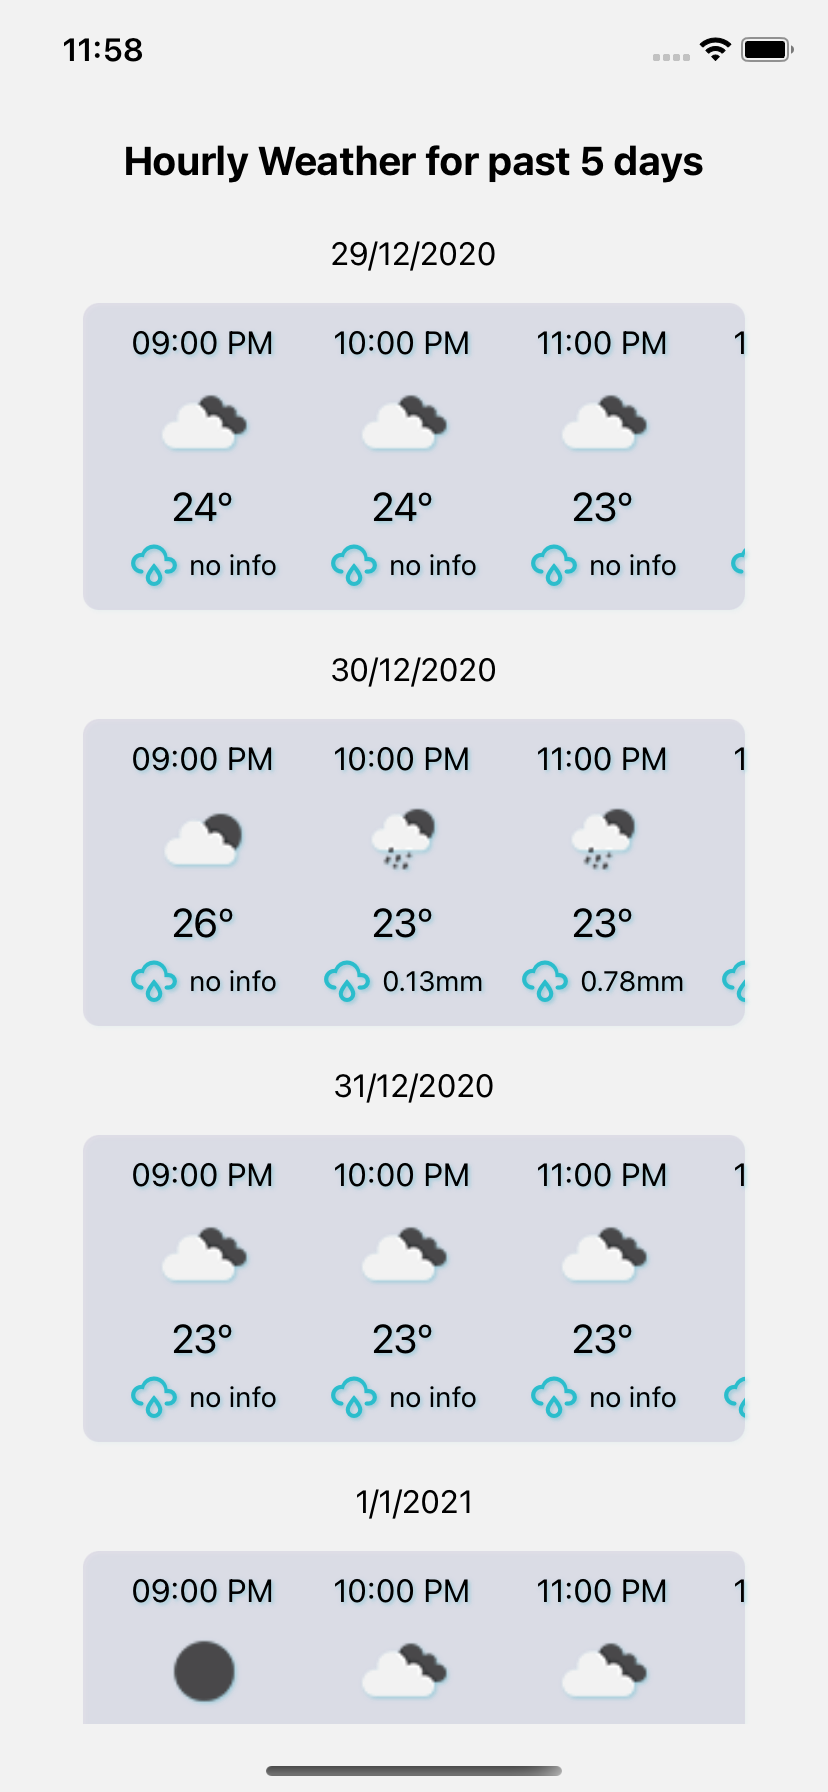 11:58
Hourly Weather for past 5 days
29/12/2020
09:00 PM 10:00 PM 11:00 PM 1
24° 24° 23°
no info no info no info
30/12/2020
09:00 PM 10:00 PM 11:00 PM 1
26° 23° 23°
no info 0.13mm 0.78mm
31/12/2020
09:00 PM 10:00 PM 11:00 PM 1
23° 23° 23°
no info no info no info
1/1/2021
09:00 PM 10:00 PM 11:00 PM 1